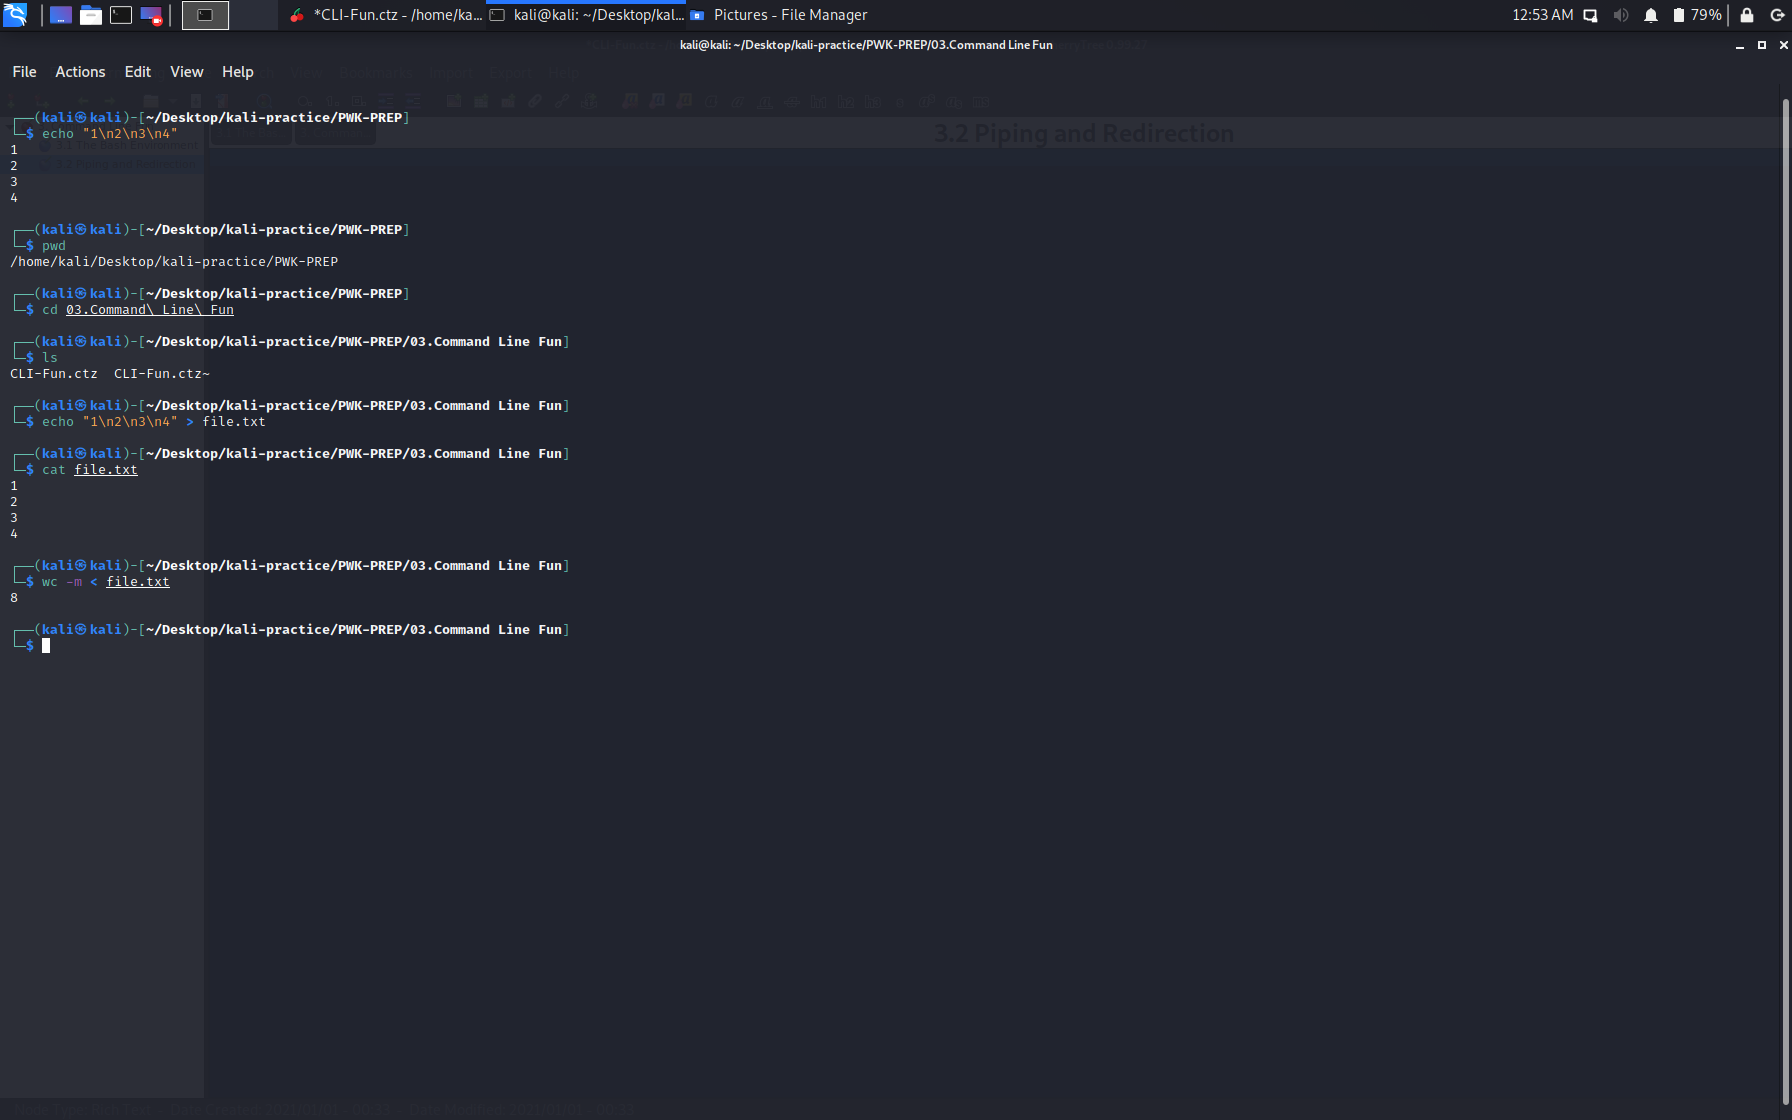 *CLI-Fun.ctz - /home/ka...
kali@kali: ~/Desktop/kal...
Pictures - File Manager
12:53 AM
79%
kali@kali: ~/Desktop/kali-practice/PWK-PREP/03.Command Line Fun
File Actions Edit View Help
3.2 Piping and Redirection
┌──(kali㉿kali)-[~/Desktop/kali-practice/PWK-PREP]
└─$ echo "1\n2\n3\n4"
1
2
3
4
┌──(kali㉿kali)-[~/Desktop/kali-practice/PWK-PREP]
└─$ pwd
/home/kali/Desktop/kali-practice/PWK-PREP
┌──(kali㉿kali)-[~/Desktop/kali-practice/PWK-PREP]
└─$ cd 03.Command\ Line\ Fun
┌──(kali㉿kali)-[~/Desktop/kali-practice/PWK-PREP/03.Command Line Fun]
└─$ ls
CLI-Fun.ctz  CLI-Fun.ctz~
┌──(kali㉿kali)-[~/Desktop/kali-practice/PWK-PREP/03.Command Line Fun]
└─$ echo "1\n2\n3\n4" > file.txt
┌──(kali㉿kali)-[~/Desktop/kali-practice/PWK-PREP/03.Command Line Fun]
└─$ cat file.txt
1
2
3
4
┌──(kali㉿kali)-[~/Desktop/kali-practice/PWK-PREP/03.Command Line Fun]
└─$ wc -m < file.txt
8
┌──(kali㉿kali)-[~/Desktop/kali-practice/PWK-PREP/03.Command Line Fun]
└─$